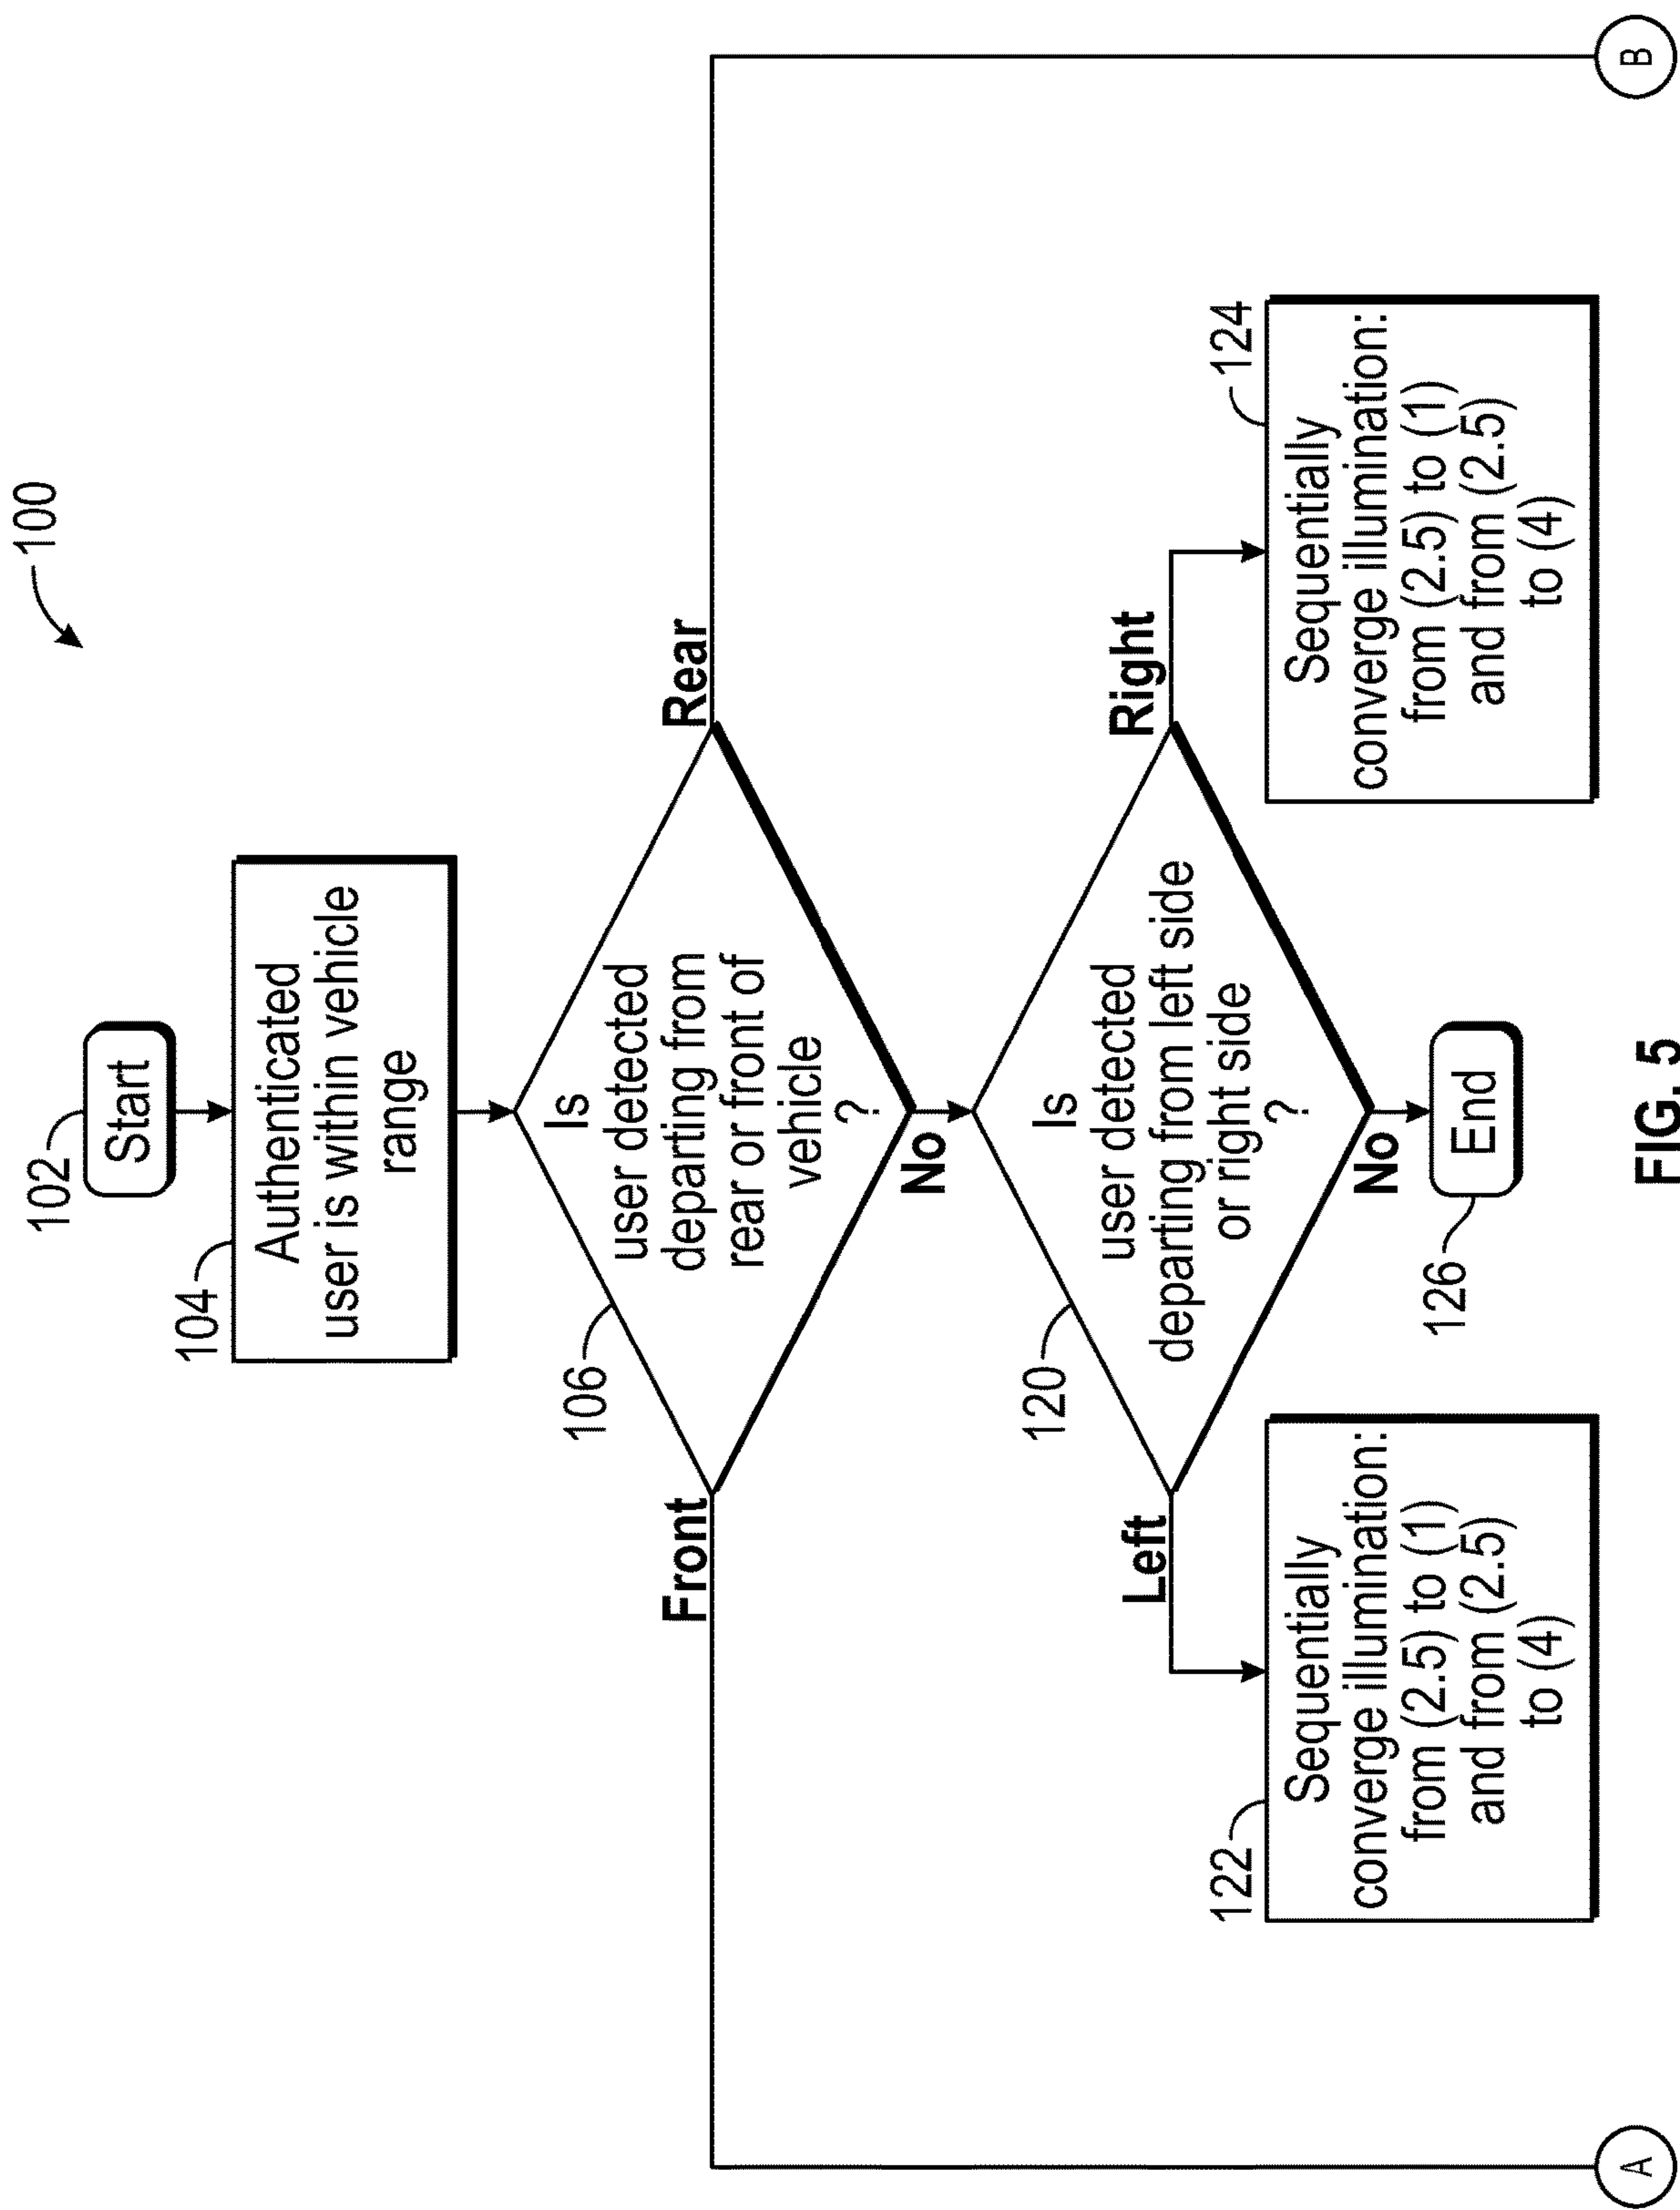 100
102
Start
104
Authenticated
user is within vehicle
range
106
Is
user detected
departing from
rear or front of
vehicle
?
Front
Rear
No
120
Is
user detected
departing from left side
or right side
?
Left
Right
No
122
Sequentially
converge illumination:
from (2.5) to (1)
and from (2.5)
to (4)
124
Sequentially
converge illumination:
from (2.5) to (1)
and from (2.5)
to (4)
126
End
A
B
FIG. 5